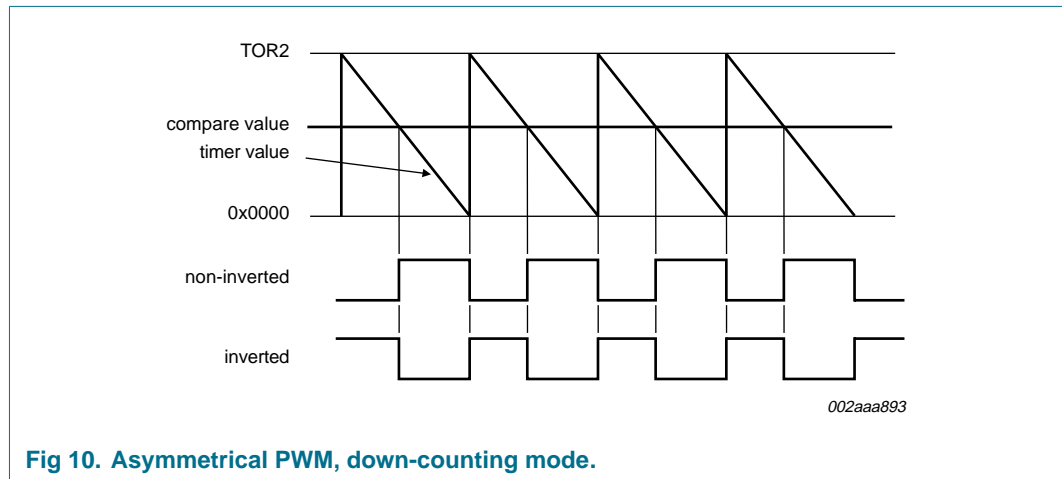 TOR2
compare value
timer value
0x0000
non-inverted
inverted
002aaa893
Fig 10. Asymmetrical PWM, down-counting mode.